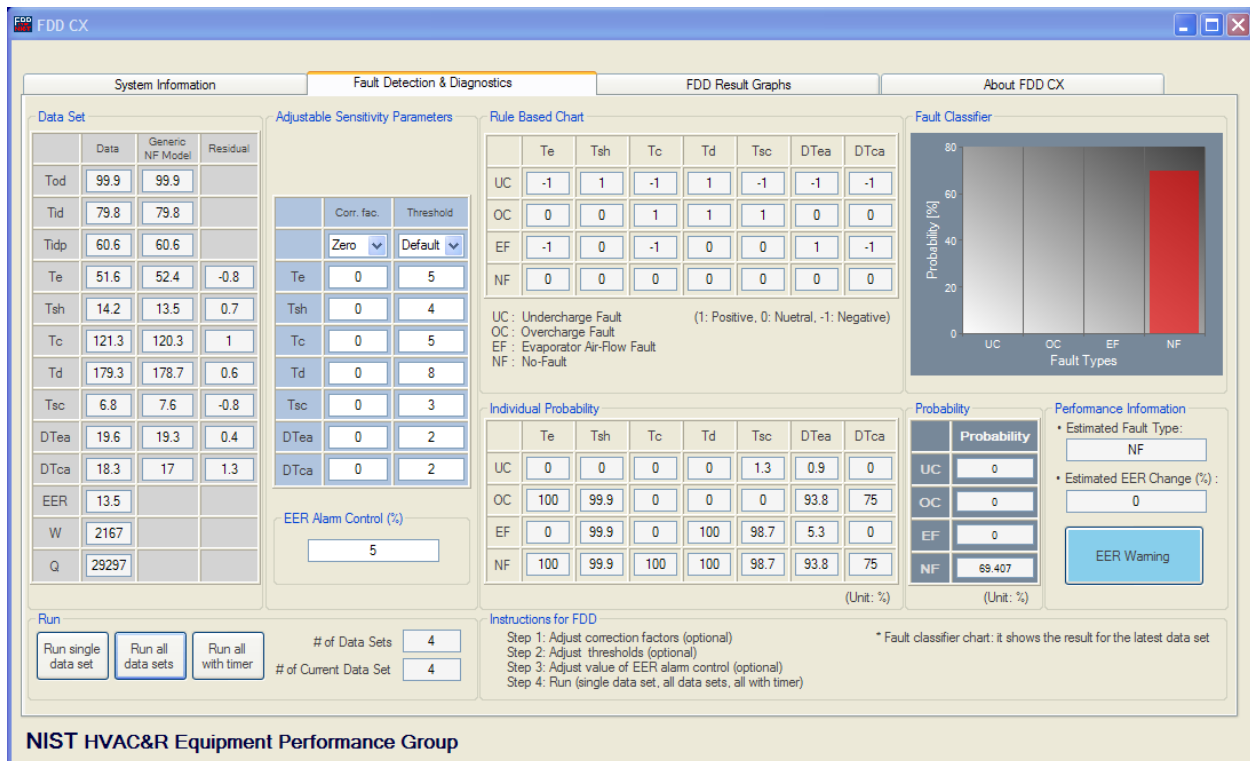 FDD CX
System Information Fault Detection & Diagnostics FDD Result Graphs About FDD CX
Data Set
Data Generic NF Model Residual
Tod 99.9 99.9
Tid 79.8 79.8
Tidp 60.6 60.6
Te 51.6 52.4 -0.8
Tsh 14.2 13.5 0.7
Tc 121.3 120.3 1
Td 179.3 178.7 0.6
Tsc 6.8 7.6 -0.8
DTea 19.6 19.3 0.4
DTca 18.3 17 1.3
EER 13.5
W 2167
Q 29297
Adjustable Sensitivity Parameters
Corr. fac. Threshold
Zero Default
Te 0 5
Tsh 0 4
Tc 0 5
Td 0 8
Tsc 0 3
DTea 0 2
DTca 0 2
EER Alarm Control (%)
5
Rule Based Chart
Te Tsh Tc Td Tsc DTea DTca
UC -1 1 -1 1 -1 -1 -1
OC 0 0 1 1 1 0 0
EF -1 0 -1 0 0 1 -1
NF 0 0 0 0 0 0 0
UC : Undercharge Fault (1: Positive, 0: Nuetral, -1: Negative)
OC : Overcharge Fault
EF : Evaporator Air-Flow Fault
NF : No-Fault
Individual Probability
Te Tsh Tc Td Tsc DTea DTca
UC 0 0 0 0 1.3 0.9 0
OC 100 99.9 0 0 0 93.8 75
EF 0 99.9 0 100 98.7 5.3 0
NF 100 99.9 100 100 98.7 93.8 75
(Unit: %)
Fault Classifier
Probability [%]
80
60
40
20
0
UC OC EF NF
Fault Types
Probability
Probability
UC 0
OC 0
EF 0
NF 69.407
(Unit: %)
Performance Information
• Estimated Fault Type:
NF
• Estimated EER Change (%) :
0
EER Warning
Run
Run single
data set
Run all
data sets
Run all
with timer
# of Data Sets 4
# of Current Data Set 4
Instructions for FDD
Step 1: Adjust correction factors (optional)
Step 2: Adjust thresholds (optional)
Step 3: Adjust value of EER alarm control (optional)
Step 4: Run (single data set, all data sets, all with timer)
* Fault classifier chart: it shows the result for the latest data set
NIST HVAC&R Equipment Performance Group